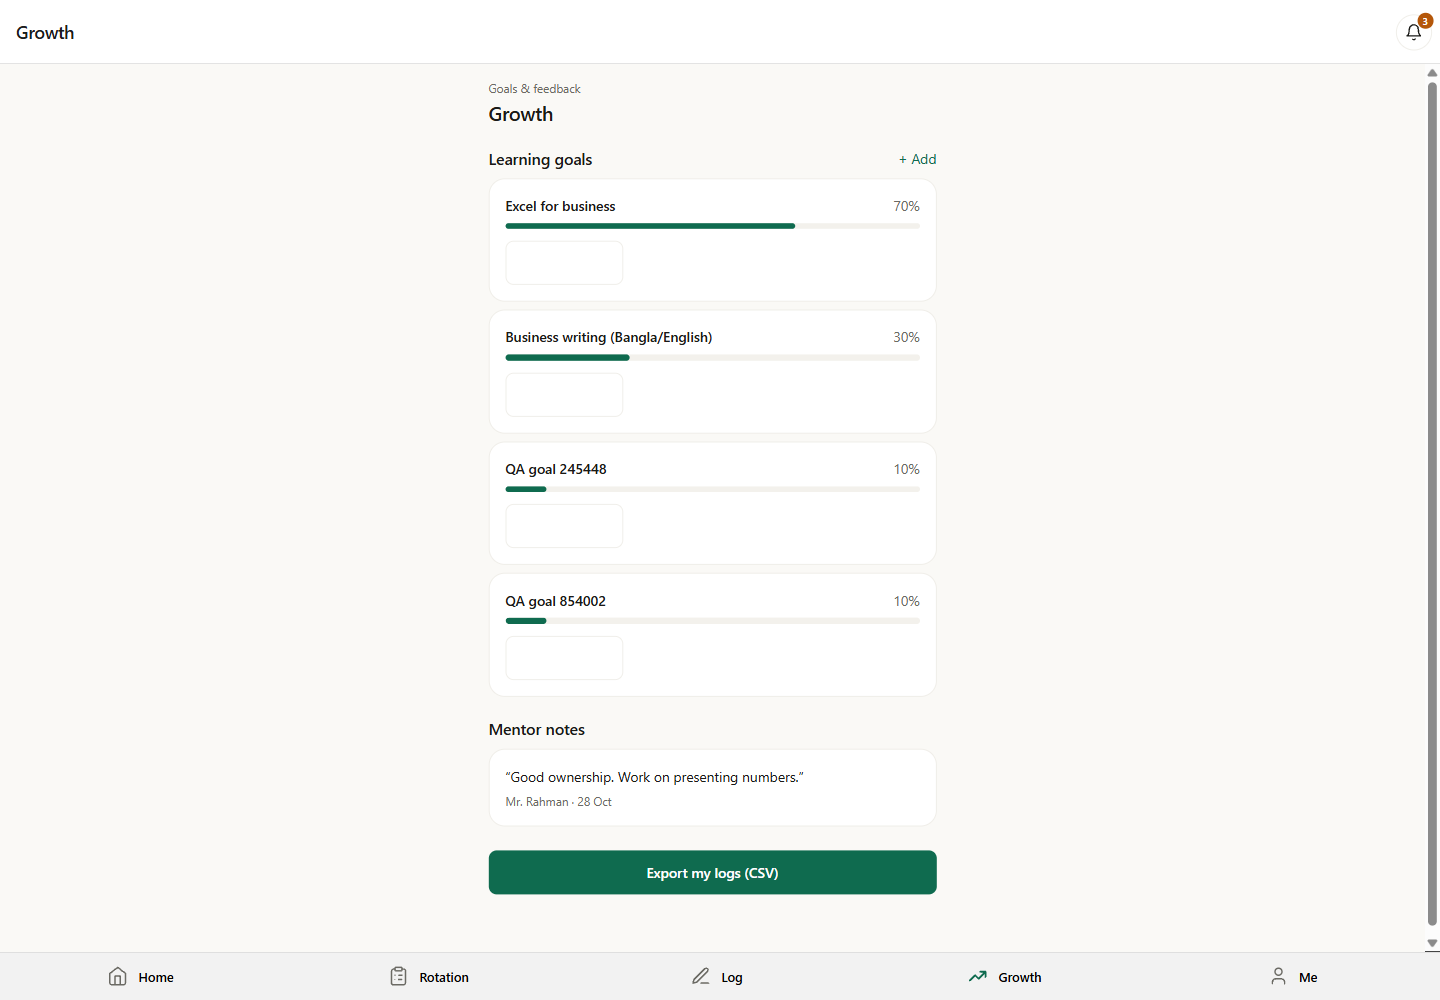 Growth
3
Goals & feedback
Growth
Learning goals
+ Add
Excel for business
70%
Business writing (Bangla/English)
30%
QA goal 245448
10%
QA goal 854002
10%
Mentor notes
“Good ownership. Work on presenting numbers.”
Mr. Rahman · 28 Oct
Export my logs (CSV)
Home
Rotation
Log
Growth
Me